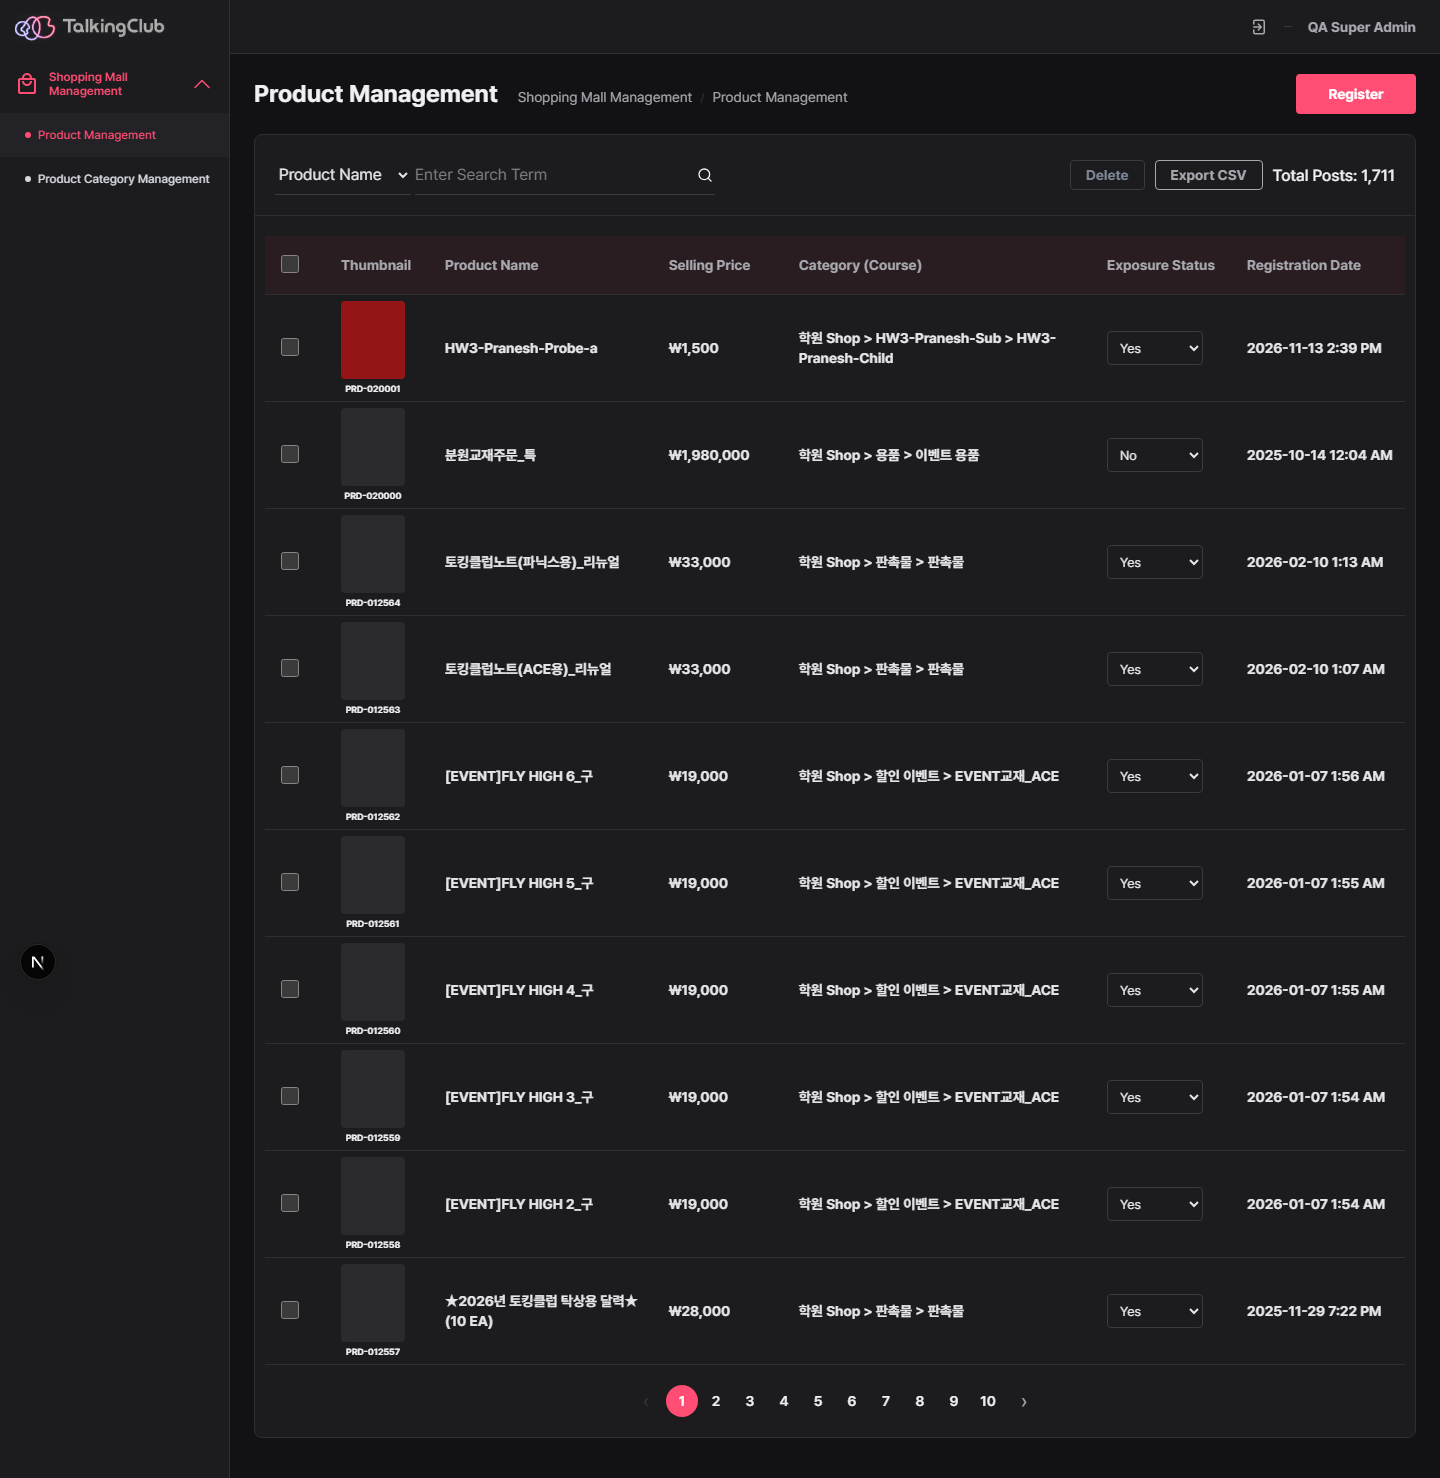 TalkingClub
QA Super Admin
Shopping Mall
Management
Product Management
Product Category Management
Product Management
Shopping Mall Management / Product Management
Register
Product Name
Enter Search Term
Delete
Export CSV
Total Posts: 1,711
Thumbnail Product Name Selling Price Category (Course) Exposure Status Registration Date
HW3-Pranesh-Probe-a ₩1,500 학원 Shop > HW3-Pranesh-Sub > HW3-
Pranesh-Child
Yes 2026-11-13 2:39 PM
PRD-020001
분원교재주문_특 ₩1,980,000 학원 Shop > 용품 > 이벤트 용품 No 2025-10-14 12:04 AM
PRD-020000
토킹클럽노트(파닉스용)_리뉴얼 ₩33,000 학원 Shop > 판촉물 > 판촉물 Yes 2026-02-10 1:13 AM
PRD-012564
토킹클럽노트(ACE용)_리뉴얼 ₩33,000 학원 Shop > 판촉물 > 판촉물 Yes 2026-02-10 1:07 AM
PRD-012563
[EVENT]FLY HIGH 6_구 ₩19,000 학원 Shop > 할인 이벤트 > EVENT교재_ACE Yes 2026-01-07 1:56 AM
PRD-012562
[EVENT]FLY HIGH 5_구 ₩19,000 학원 Shop > 할인 이벤트 > EVENT교재_ACE Yes 2026-01-07 1:55 AM
PRD-012561
[EVENT]FLY HIGH 4_구 ₩19,000 학원 Shop > 할인 이벤트 > EVENT교재_ACE Yes 2026-01-07 1:55 AM
PRD-012560
[EVENT]FLY HIGH 3_구 ₩19,000 학원 Shop > 할인 이벤트 > EVENT교재_ACE Yes 2026-01-07 1:54 AM
PRD-012559
[EVENT]FLY HIGH 2_구 ₩19,000 학원 Shop > 할인 이벤트 > EVENT교재_ACE Yes 2026-01-07 1:54 AM
PRD-012558
★2026년 토킹클럽 탁상용 달력★
(10 EA)
₩28,000 학원 Shop > 판촉물 > 판촉물 Yes 2025-11-29 7:22 PM
PRD-012557
‹ 1 2 3 4 5 6 7 8 9 10 ›
N